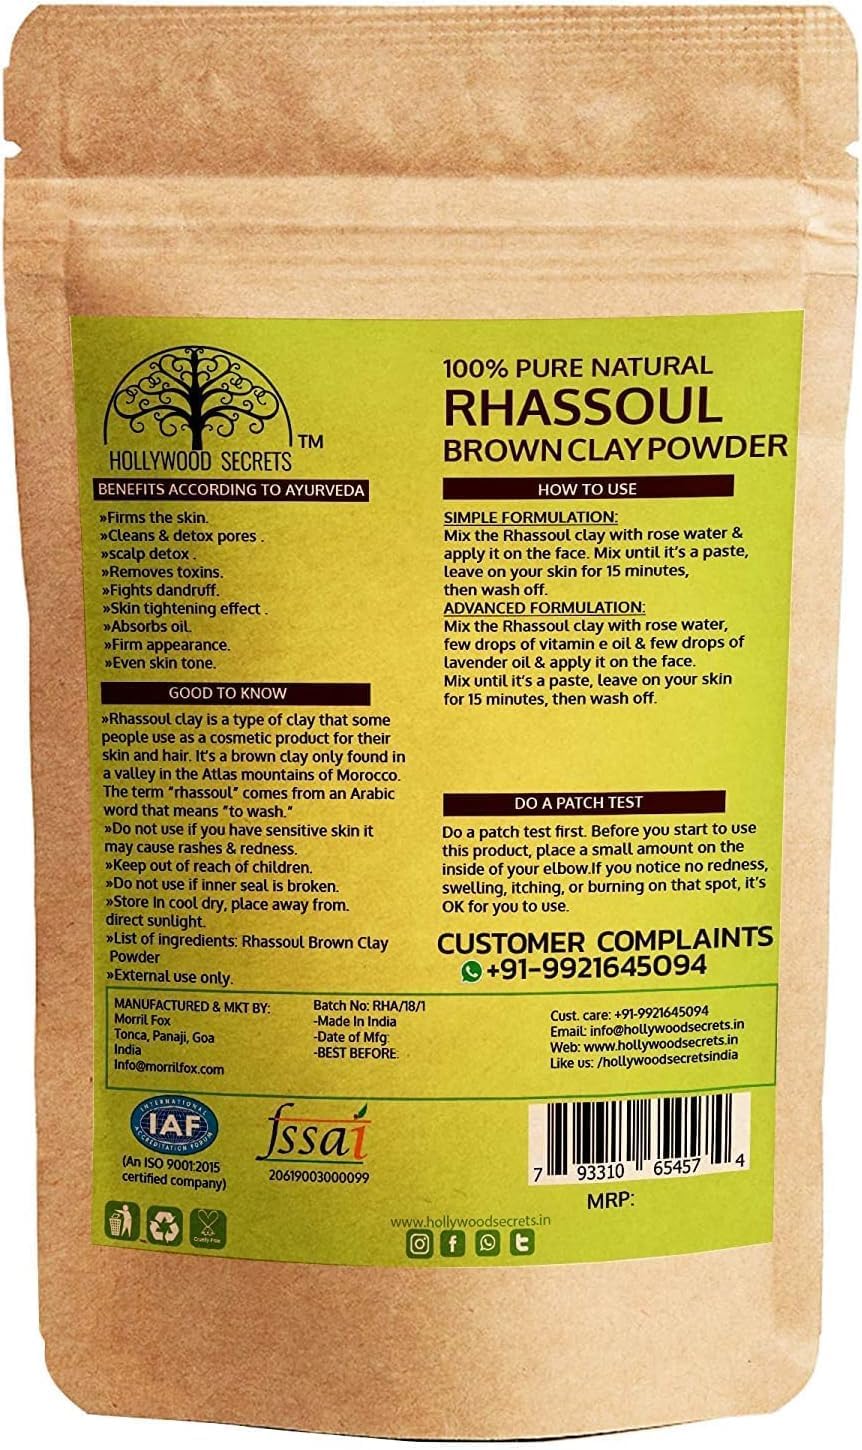 HOLLYWOOD SECRETS TM
BENEFITS ACCORDING TO AYURVEDA
»Firms the skin.
»Cleans & detox pores .
»scalp detox .
»Removes toxins.
»Fights dandruff.
»Skin tightening effect .
»Absorbs oil.
»Firm appearance.
»Even skin tone.
GOOD TO KNOW
»Rhassoul clay is a type of clay that some
people use as a cosmetic product for their
skin and hair. It's a brown clay only found in
a valley in the Atlas mountains of Morocco.
The term "rhassoul" comes from an Arabic
word that means "to wash."
»Do not use if you have sensitive skin it
may cause rashes & redness.
»Keep out of reach of children.
»Do not use if inner seal is broken.
»Store In cool dry, place away from.
direct sunlight.
»List of ingredients: Rhassoul Brown Clay
Powder
»External use only.
100% PURE NATURAL
RHASSOUL
BROWN CLAY POWDER
HOW TO USE
SIMPLE FORMULATION:
Mix the Rhassoul clay with rose water &
apply it on the face. Mix until it's a paste,
leave on your skin for 15 minutes,
then wash off.
ADVANCED FORMULATION:
Mix the Rhassoul clay with rose water,
few drops of vitamin e oil & few drops of
lavender oil & apply it on the face.
Mix until it's a paste, leave on your skin
for 15 minutes, then wash off.
DO A PATCH TEST
Do a patch test first. Before you start to use
this product, place a small amount on the
inside of your elbow.If you notice no redness,
swelling, itching, or burning on that spot, it's
OK for you to use.
CUSTOMER COMPLAINTS
+91-9921645094
MANUFACTURED & MKT BY:
Morril Fox
Tonca, Panaji, Goa
India
Info@morrilfox.com
Batch No: RHA/18/1
-Made In India
-Date of Mfg:
-BEST BEFORE:
Cust. care: +91-9921645094
Email: info@hollywoodsecrets.in
Web: www.hollywoodsecrets.in
Like us: /hollywoodsecretsindia
INTERNATIONAL
IAF
ACCREDITATION FORUM
(An ISO 9001:2015
certified company)
fssai
20619003000099
7 93310 65457 4
MRP:
Cruelty-Free
www.hollywoodsecrets.in